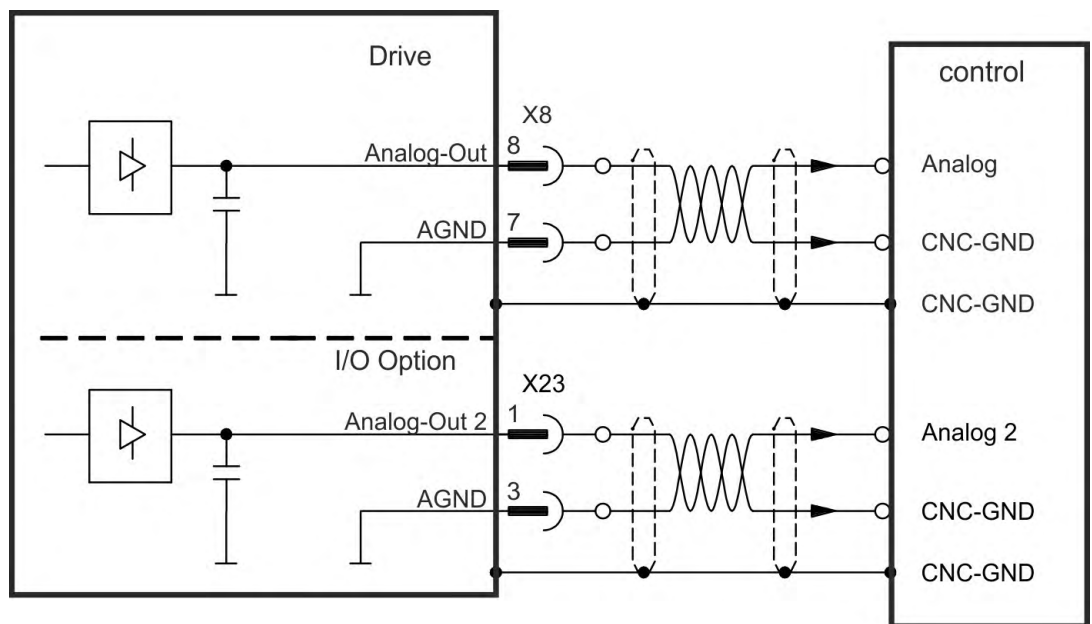 Drive
control
X8
Analog-Out 8
Analog
AGND 7
CNC-GND
CNC-GND
I/O Option
X23
Analog-Out 2 1
Analog 2
AGND 3
CNC-GND
CNC-GND